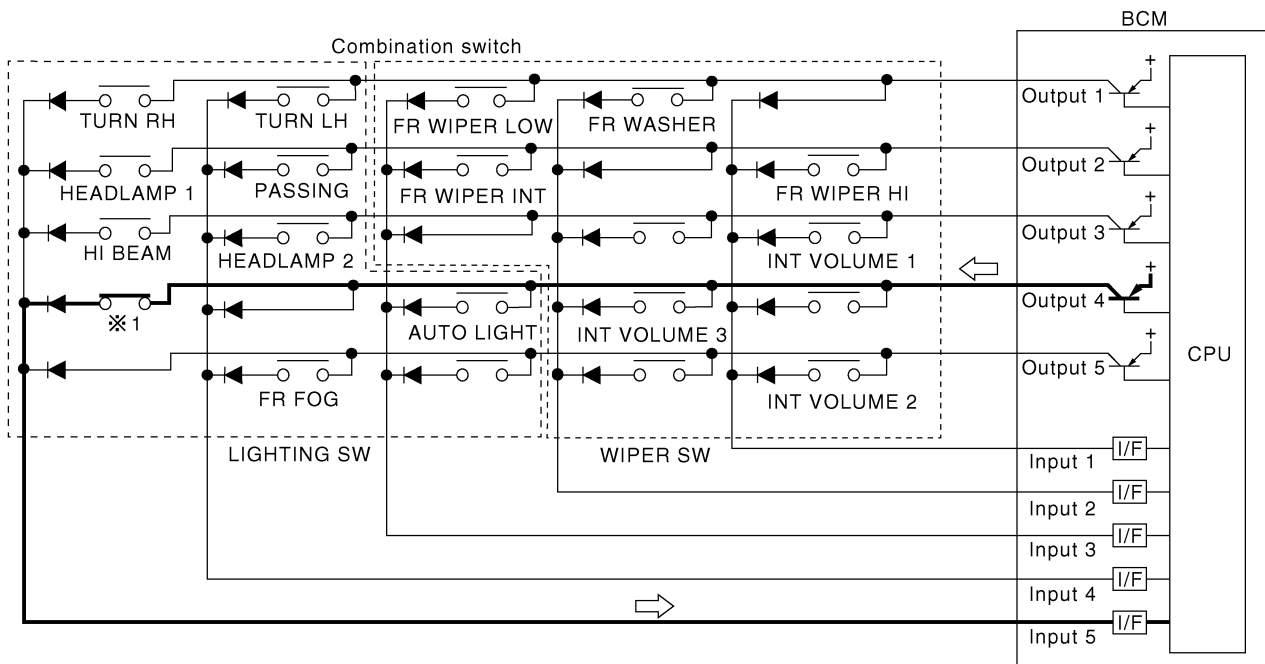 BCM
Combination switch
+
Output 1
TURN RH
TURN LH
FR WIPER LOW
FR WASHER
+
Output 2
HEADLAMP 1
PASSING
FR WIPER INT
FR WIPER HI
+
Output 3
HI BEAM
HEADLAMP 2
INT VOLUME 1
+
Output 4
※1
AUTO LIGHT
INT VOLUME 3
+
Output 5
CPU
FR FOG
INT VOLUME 2
LIGHTING SW
WIPER SW
Input 1
I/F
Input 2
I/F
Input 3
I/F
Input 4
I/F
Input 5
I/F